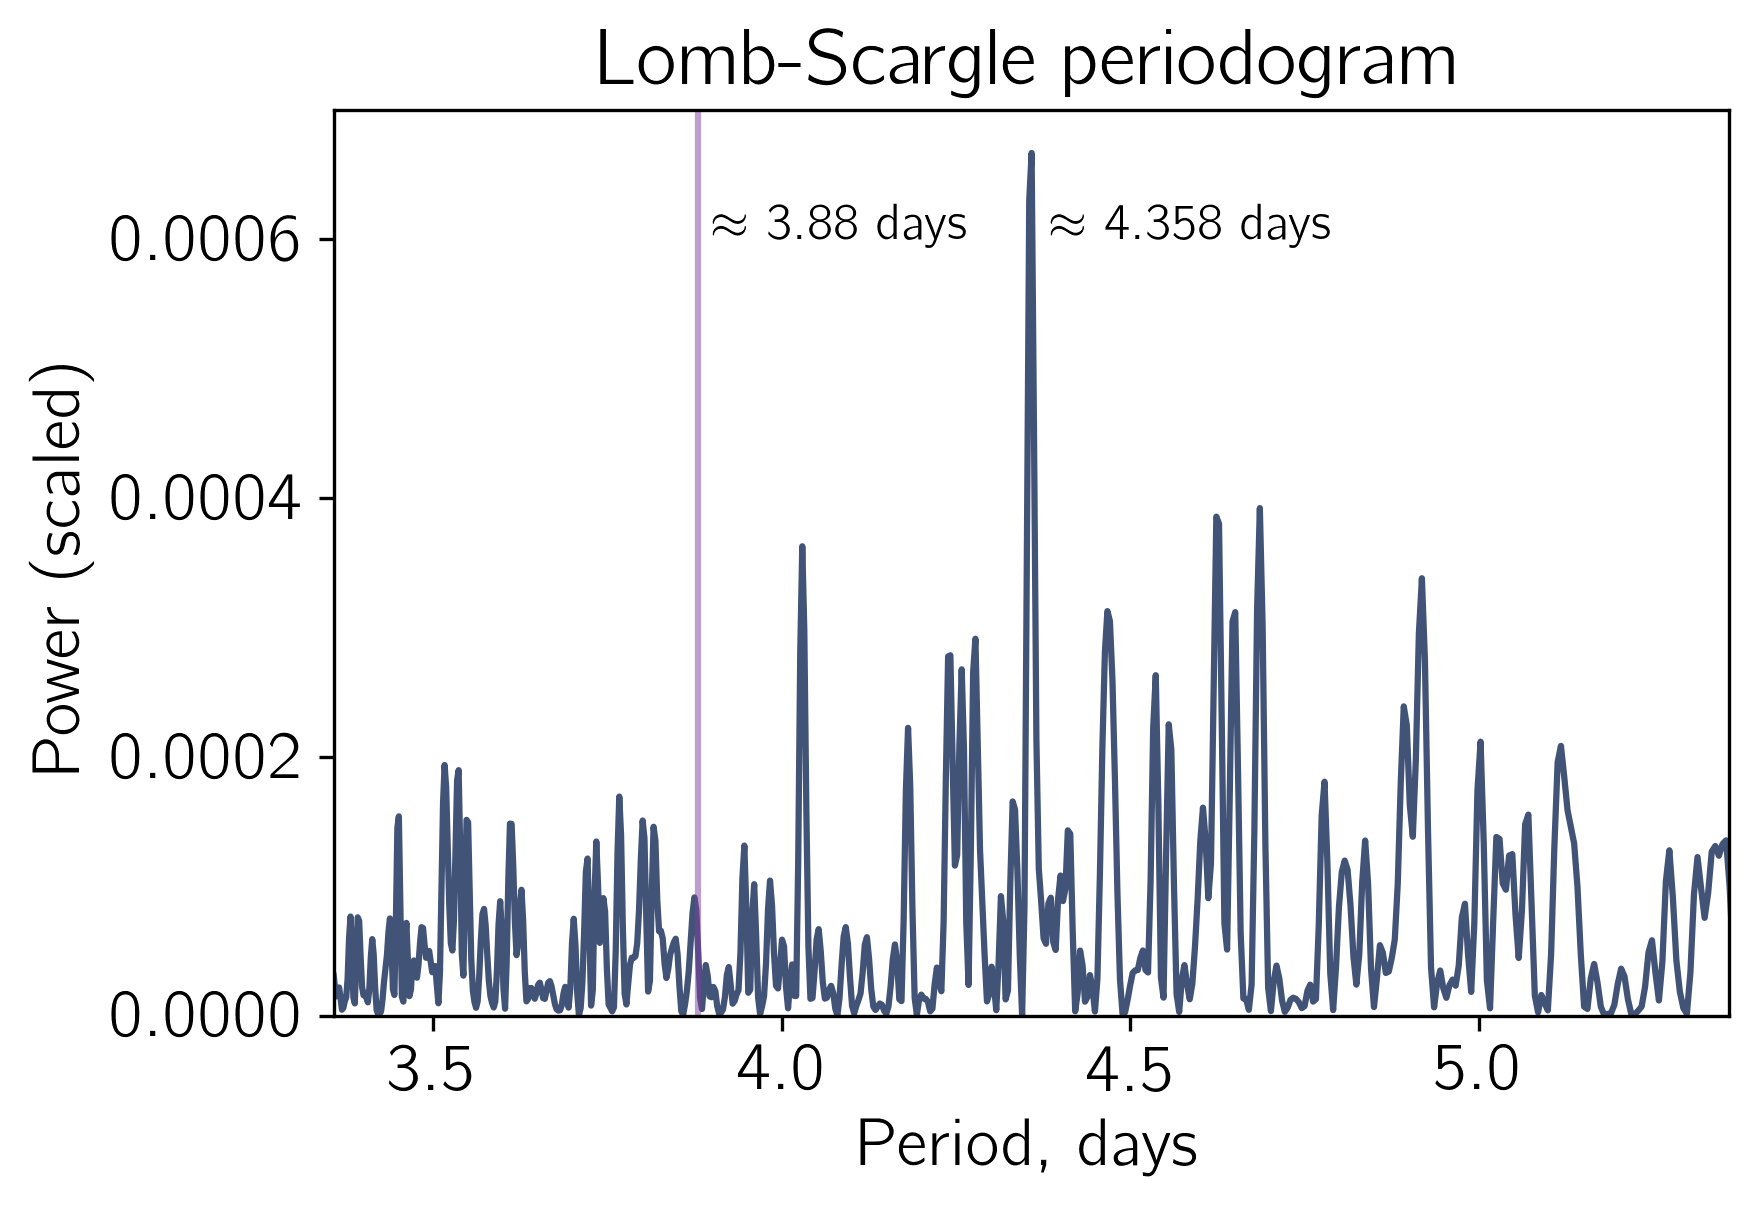 Lomb-Scargle periodogram
≈ 3.88 days
≈ 4.358 days
Power (scaled)
0.0006
0.0004
0.0002
0.0000
3.5
4.0
4.5
5.0
Period, days